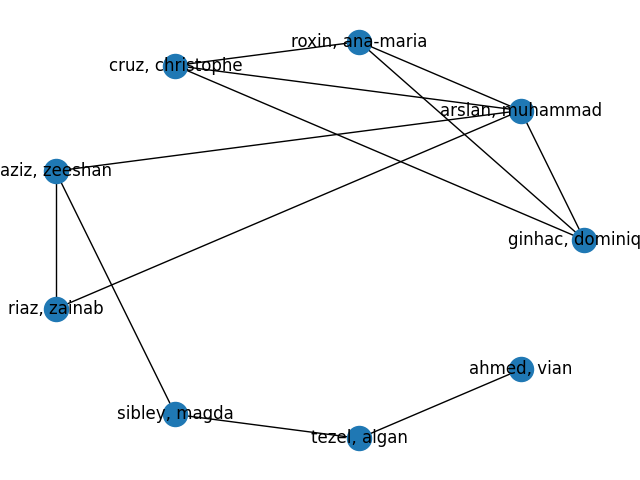 roxin, ana-maria
cruz, christophe
arslan, muhammad
aziz, zeeshan
ginhac, dominiq
riaz, zainab
ahmed, vian
sibley, magda
tezel, algan